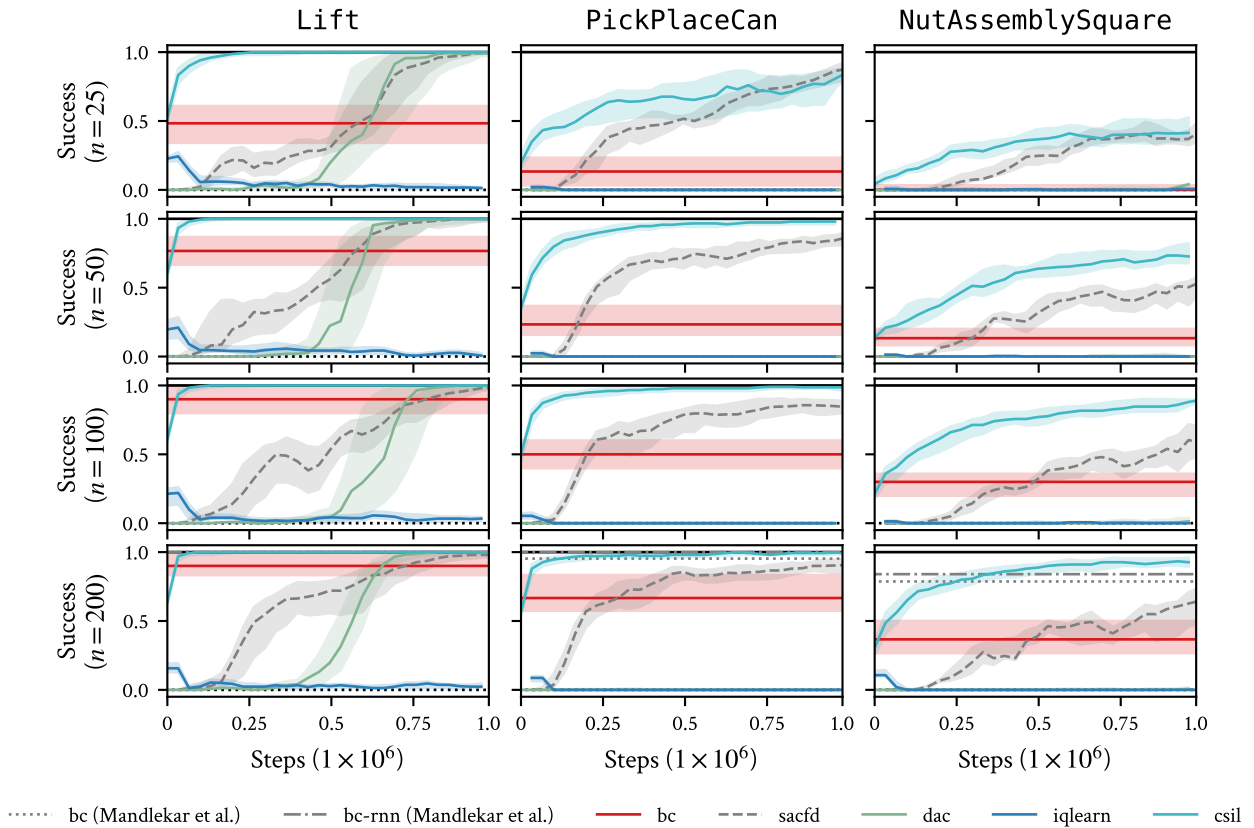 Lift PickPlaceCan NutAssemblySquare
Success
(n = 25)
1.0
0.5
0.0
Success
(n = 50)
1.0
0.5
0.0
Success
(n = 100)
1.0
0.5
0.0
Success
(n = 200)
1.0
0.5
0.0
0 0.25 0.5 0.75 1.0 0 0.25 0.5 0.75 1.0 0 0.25 0.5 0.75 1.0
Steps (1×10⁶) Steps (1×10⁶) Steps (1×10⁶)
bc (Mandlekar et al.) bc-rnn (Mandlekar et al.) bc sacfd dac iqlearn csil